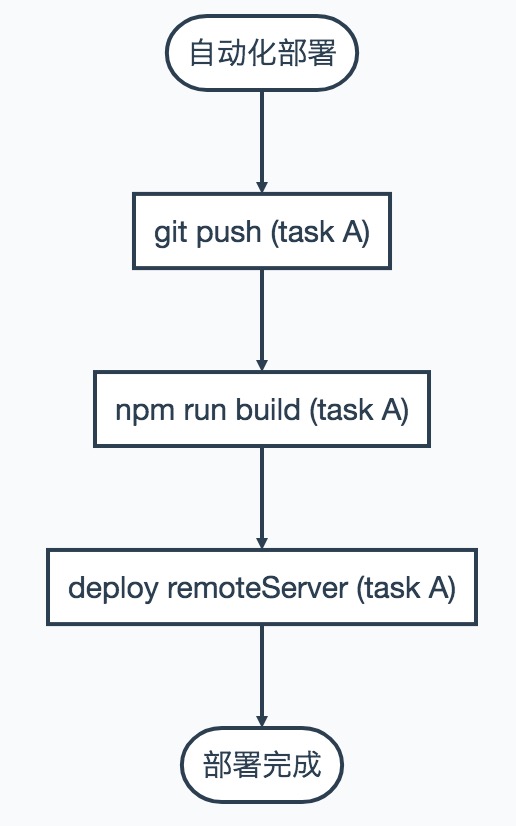 自动化部署
git push (task A)
npm run build (task A)
deploy remoteServer (task A)
部署完成